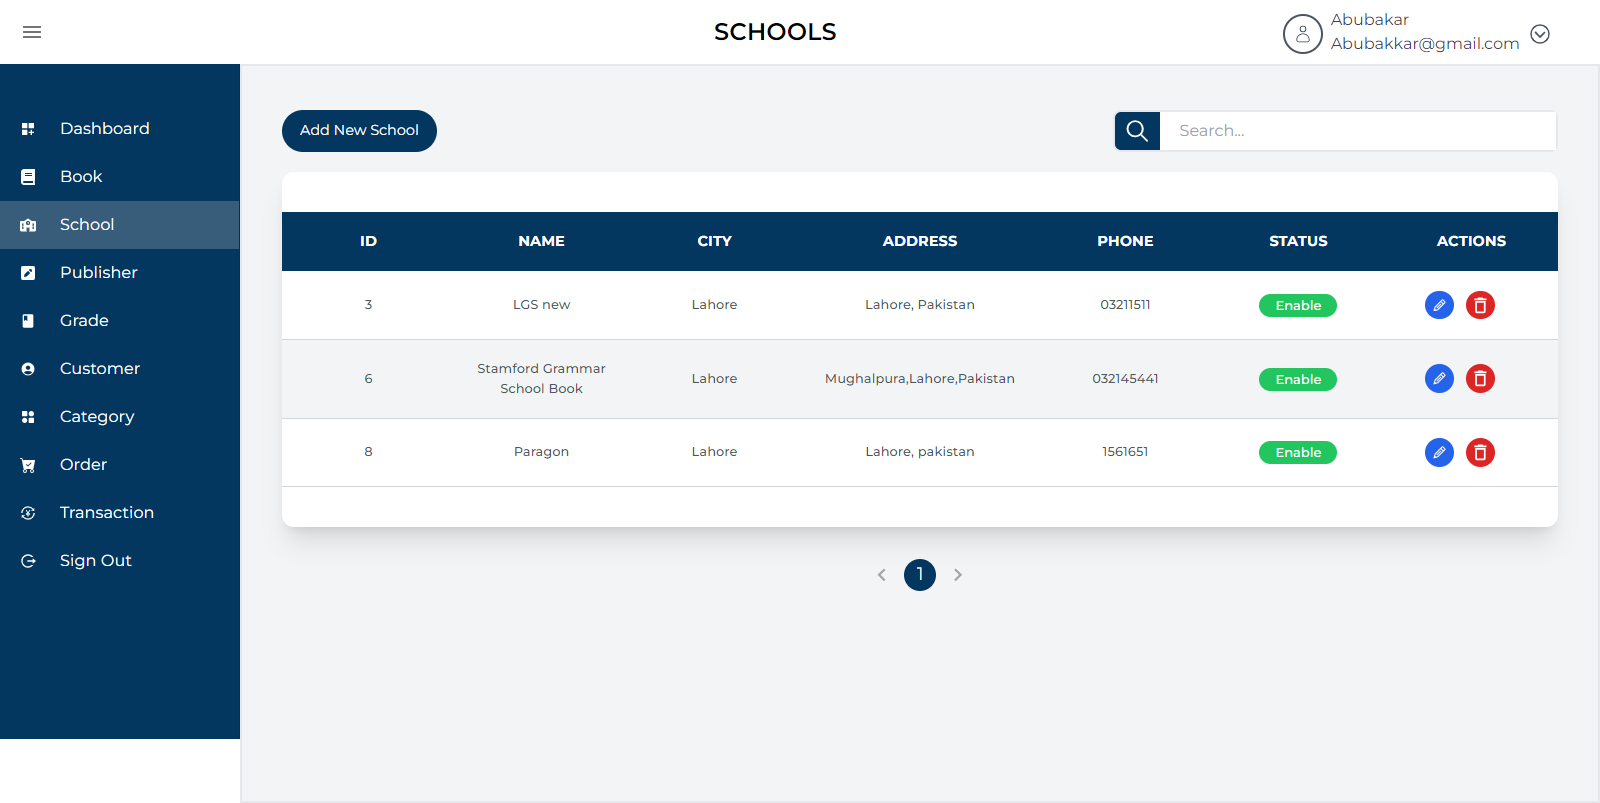 SCHOOLS
Abubakar
Abubakkar@gmail.com
Dashboard
Book
School
Publisher
Grade
Customer
Category
Order
Transaction
Sign Out
Add New School
Search...
ID NAME CITY ADDRESS PHONE STATUS ACTIONS
3 LGS new Lahore Lahore, Pakistan 03211511 Enable
6 Stamford Grammar School Book Lahore Mughalpura,Lahore,Pakistan 032145441 Enable
8 Paragon Lahore Lahore, pakistan 1561651 Enable
1